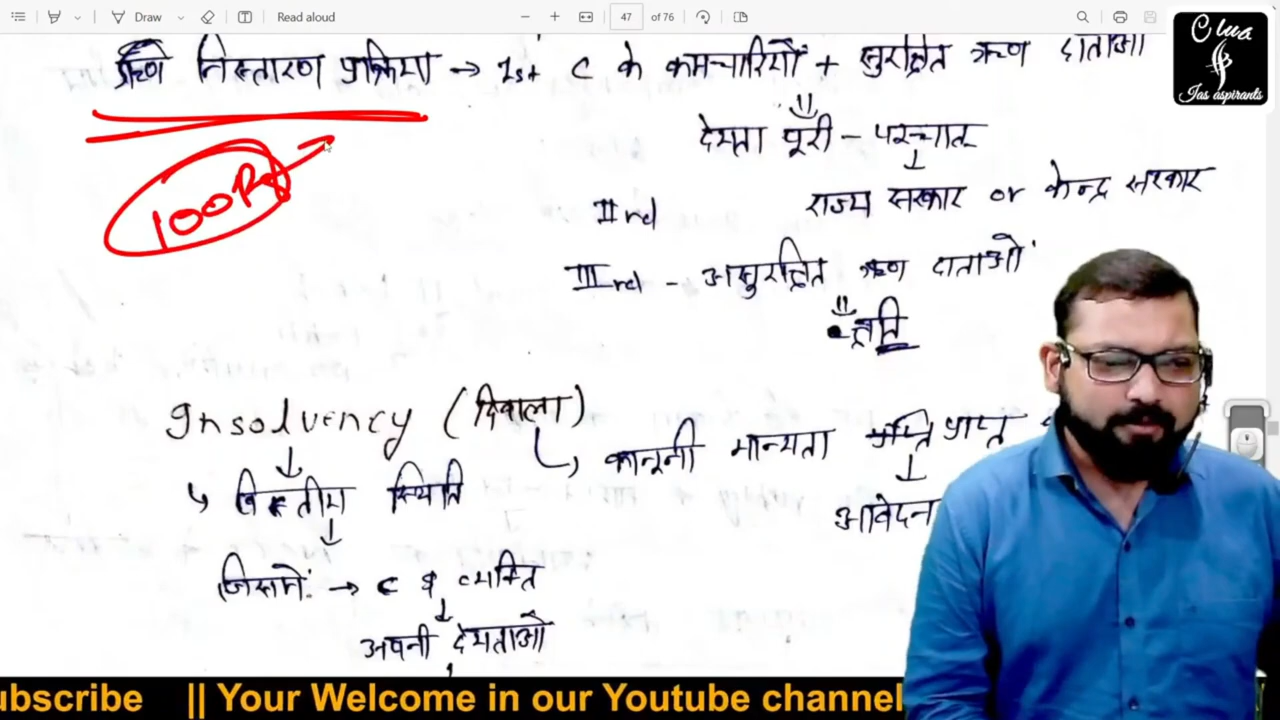 Draw
Read aloud
47 of 76
Clua
Ias aspirants
ऋण निस्तारण प्रक्रिया → 1st C के कर्मचारियों + सुरक्षित ऋण दाताओ
देयता पूरी - पश्चात
100Rs
IInd राज्य सरकार or केन्द्र सरकार
IIIrd - असुरक्षित ऋण दाताओं
Insolvency (दिवाला)
कानूनी मान्यता प्राप्त
वित्तीय स्थिति
आवेदन
जिसमें → C व व्यक्ति
अपनी देयताओ
ubscribe || Your Welcome in our Youtube channel